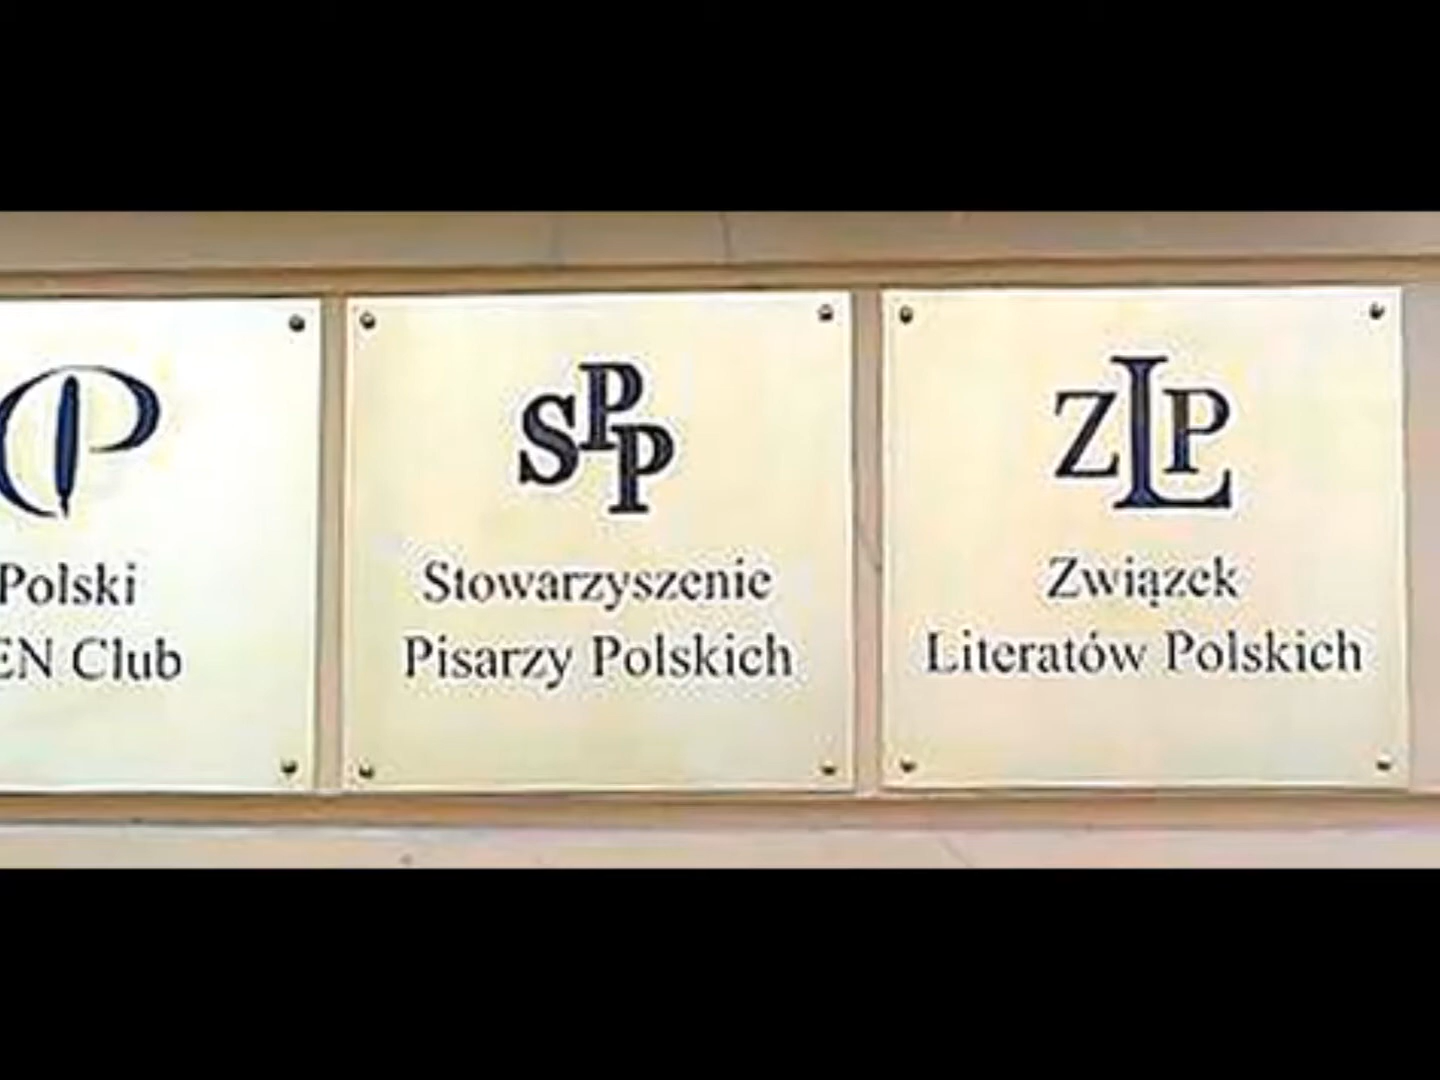 Polski
EN Club
SPP
Stowarzyszenie
Pisarzy Polskich
ZLP
Związek
Literatów Polskich